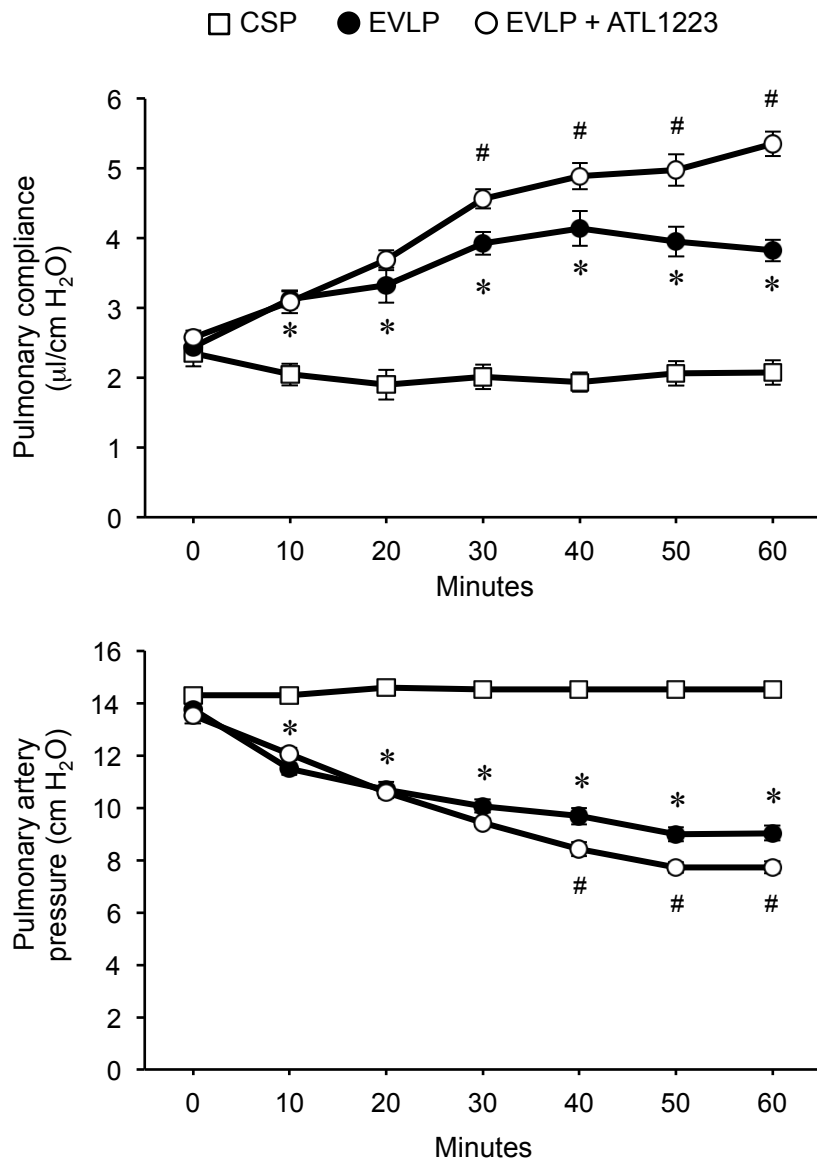 CSP EVLP EVLP + ATL1223
Pulmonary compliance
(μl/cm H₂O)
6
5
4
3
2
1
0
# # # #
* * * * * *
0 10 20 30 40 50 60
Minutes
Pulmonary artery
pressure (cm H₂O)
16
14
12
10
8
6
4
2
0
* * * * * *
# # #
0 10 20 30 40 50 60
Minutes